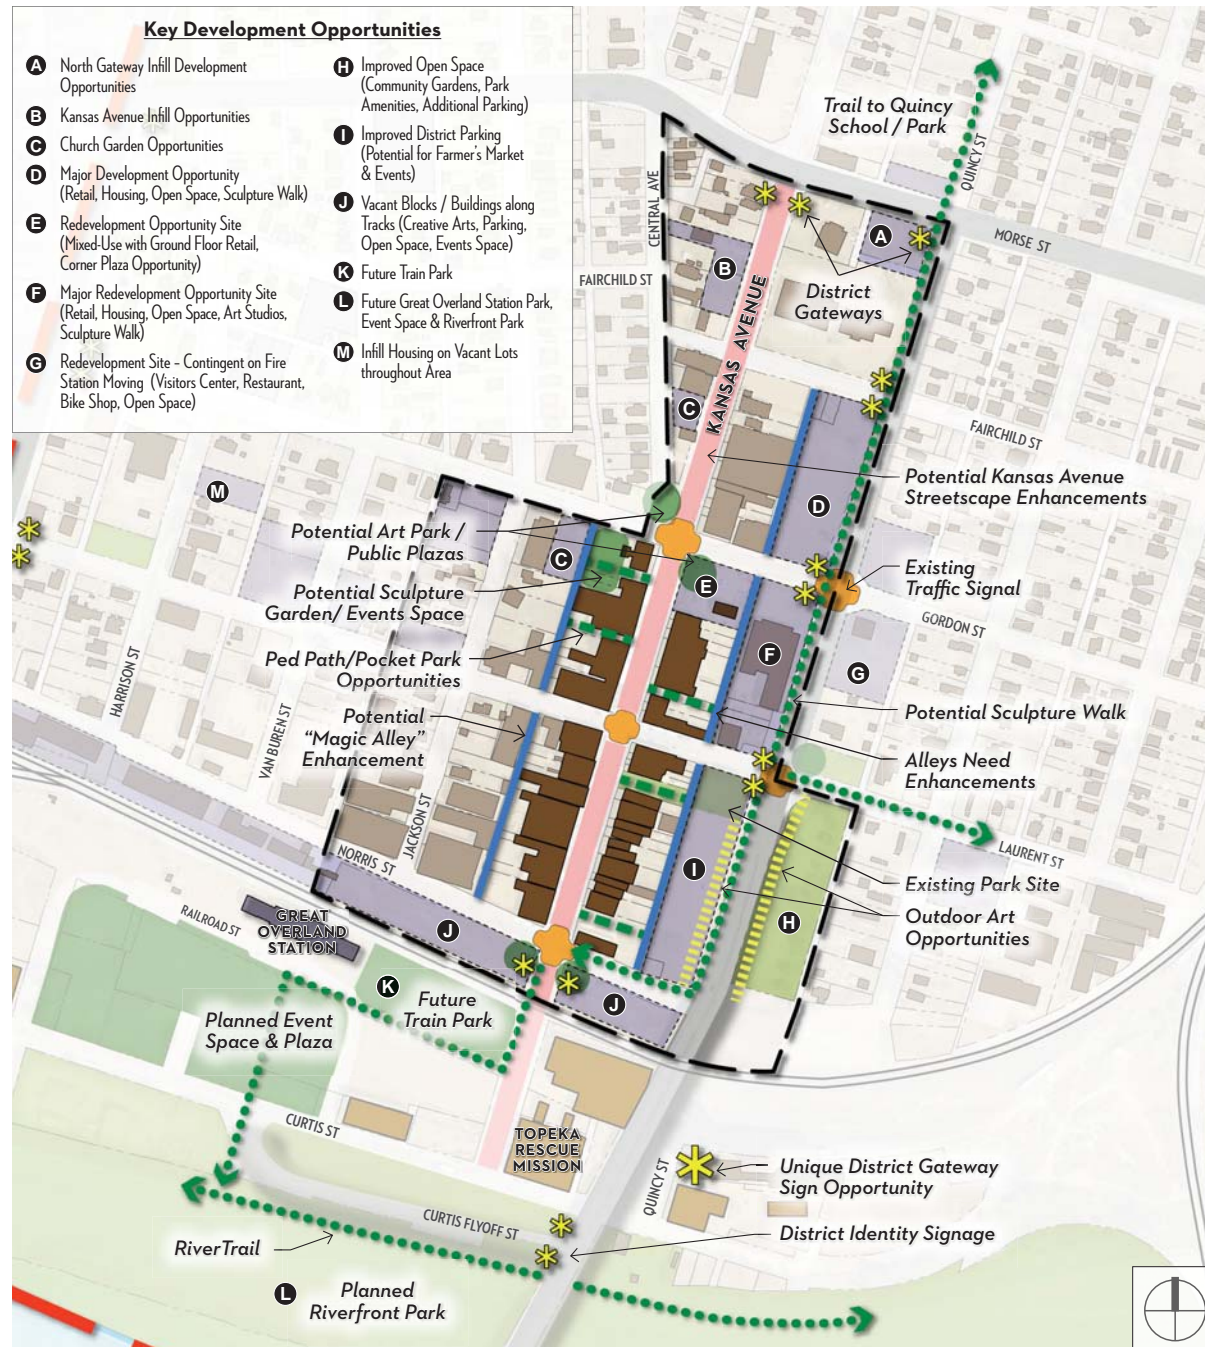 Key Development Opportunities
A North Gateway Infill Development
Opportunities
B Kansas Avenue Infill Opportunities
C Church Garden Opportunities
D Major Development Opportunity
(Retail, Housing, Open Space, Sculpture Walk)
E Redevelopment Opportunity Site
(Mixed-Use with Ground Floor Retail,
Corner Plaza Opportunity)
F Major Redevelopment Opportunity Site
(Retail, Housing, Open Space, Art Studios,
Sculpture Walk)
G Redevelopment Site - Contingent on Fire
Station Moving (Visitors Center, Restaurant,
Bike Shop, Open Space)
H Improved Open Space
(Community Gardens, Park
Amenities, Additional Parking)
I Improved District Parking
(Potential for Farmer's Market
& Events)
J Vacant Blocks / Buildings along
Tracks (Creative Arts, Parking,
Open Space, Events Space)
K Future Train Park
L Future Great Overland Station Park,
Event Space & Riverfront Park
M Infill Housing on Vacant Lots
throughout Area
Trail to Quincy
School / Park
QUINCY ST
CENTRAL AVE
MORSE ST
A
B
FAIRCHILD ST
District
Gateways
KANSAS AVENUE
C
FAIRCHILD ST
Potential Kansas Avenue
Streetscape Enhancements
M
D
Potential Art Park /
Public Plazas
C
E
Existing
Traffic Signal
Potential Sculpture
Garden/ Events Space
GORDON ST
Ped Path/Pocket Park
Opportunities
F
G
HARRISON ST
VAN BUREN ST
Potential
"Magic Alley"
Enhancement
Potential Sculpture Walk
Alleys Need
Enhancements
JACKSON ST
NORRIS ST
LAURENT ST
I
Existing Park Site
RAILROAD ST
GREAT
OVERLAND
STATION
J
H
Outdoor Art
Opportunities
K
Future
Train Park
J
Planned Event
Space & Plaza
CURTIS ST
TOPEKA
RESCUE
MISSION
QUINCY ST
Unique District Gateway
Sign Opportunity
CURTIS FLYOFF ST
District Identity Signage
RiverTrail
L
Planned
Riverfront Park